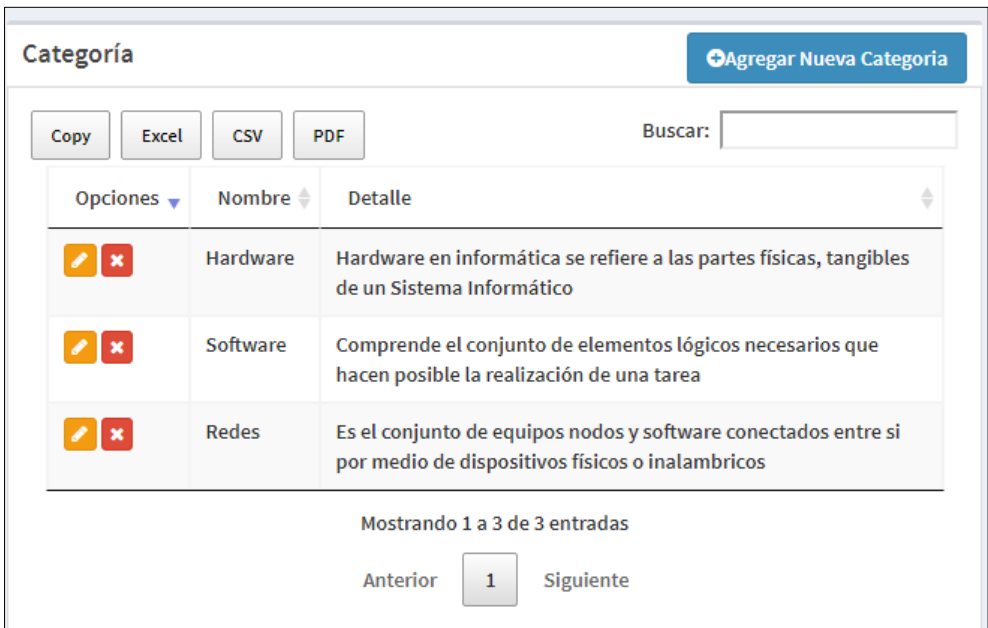 Categoría
Agregar Nueva Categoria
Copy Excel CSV PDF Buscar:
Opciones Nombre Detalle
Hardware Hardware en informática se refiere a las partes físicas, tangibles
de un Sistema Informático
Software Comprende el conjunto de elementos lógicos necesarios que
hacen posible la realización de una tarea
Redes Es el conjunto de equipos nodos y software conectados entre si
por medio de dispositivos físicos o inalambricos
Mostrando 1 a 3 de 3 entradas
Anterior 1 Siguiente